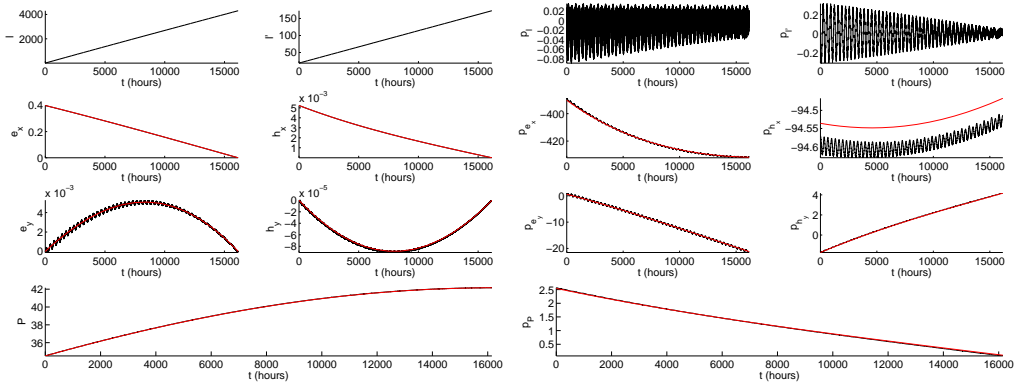 4000
2000
l
0 5000 10000 15000
t (hours)
150
100
50
l'
0 5000 10000 15000
t (hours)
0.02
0
−0.02
−0.04
−0.06
−0.08
p_l
0 5000 10000 15000
t (hours)
0.2
0
−0.2
p_l'
0 5000 10000 15000
t (hours)
0.4
0.2
0
e_x
0 5000 10000 15000
t (hours)
x 10⁻³
5
4
3
2
1
h_x
0 5000 10000 15000
t (hours)
−400
−420
p_e_x
0 5000 10000 15000
t (hours)
−94.5
−94.55
−94.6
p_h_x
0 5000 10000 15000
t (hours)
x 10⁻³
4
2
0
e_y
0 5000 10000 15000
t (hours)
x 10⁻⁵
0
−2
−4
−6
−8
h_y
0 5000 10000 15000
t (hours)
0
−10
−20
p_e_y
0 5000 10000 15000
t (hours)
4
2
0
p_h_y
0 5000 10000 15000
t (hours)
42
40
38
36
P
0 2000 4000 6000 8000 10000 12000 14000 16000
t (hours)
2.5
2
1.5
1
0.5
p_P
0 2000 4000 6000 8000 10000 12000 14000 16000
t (hours)